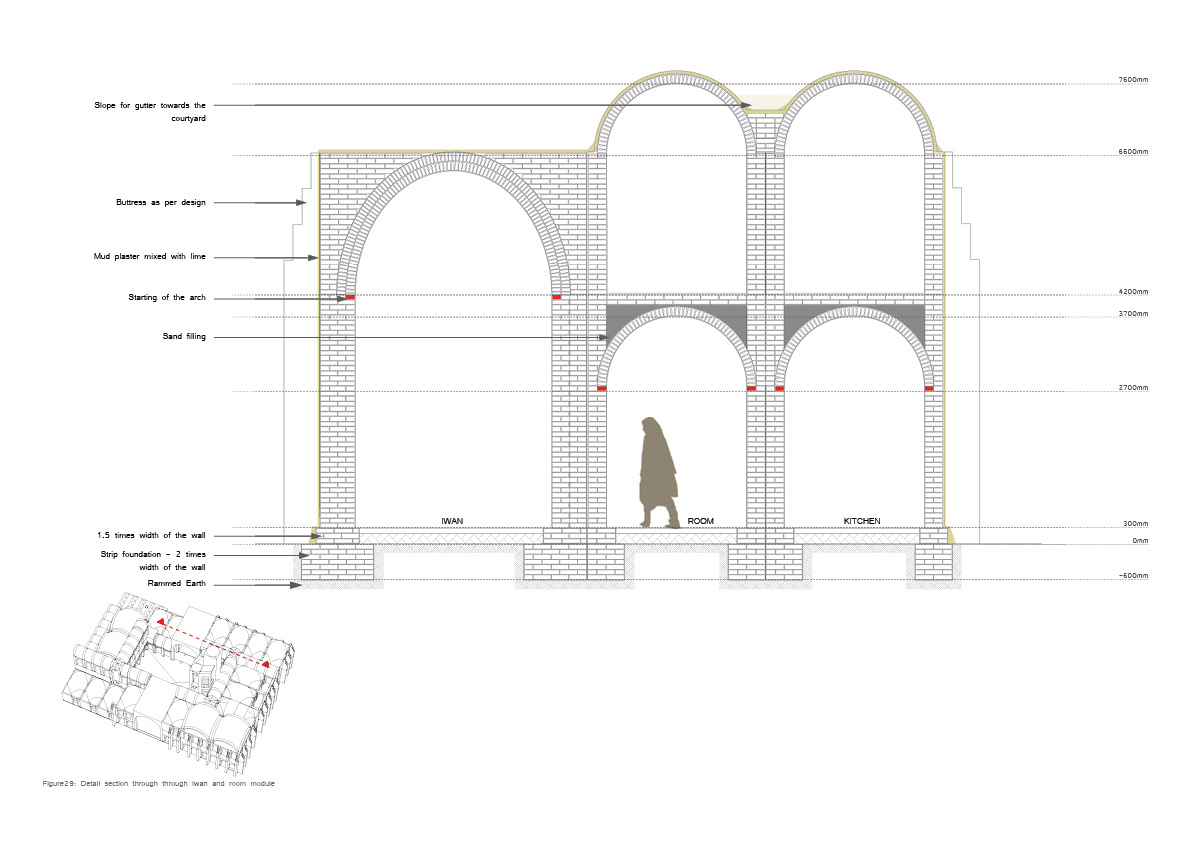 7600mm
Slope for gutter towards the
courtyard
6600mm
Buttress as per design
Mud plaster mixed with lime
4200mm
Starting of the arch
3700mm
Sand filling
2700mm
IWAN
ROOM
KITCHEN
300mm
1.5 times width of the wall
0mm
Strip foundation - 2 times
width of the wall
-600mm
Rammed Earth
Figure29: Detail section through through Iwan and room module